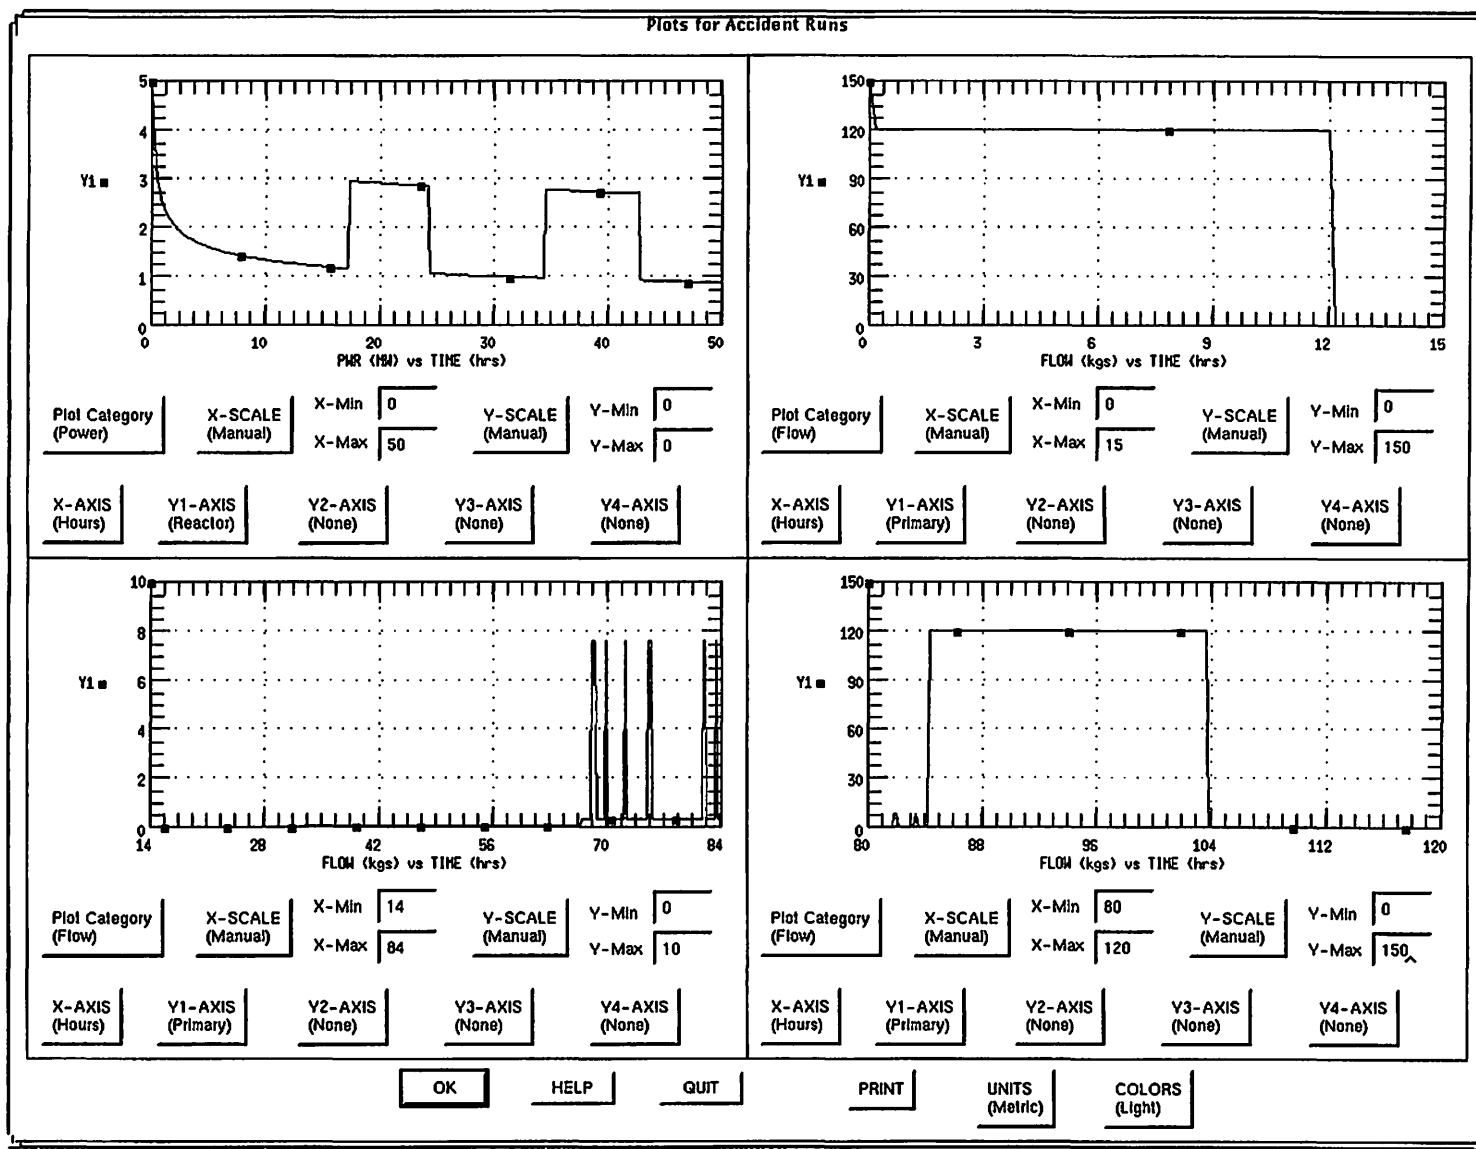 Plots for Accident Runs
5
4
Y1 3
2
1
0
0 10 20 30 40 50
PWR (MW) vs TIME (hrs)
Plot Category
(Power)
X-SCALE
(Manual)
X-Min 0
X-Max 50
Y-SCALE
(Manual)
Y-Min 0
Y-Max 0
X-AXIS
(Hours)
Y1-AXIS
(Reactor)
Y2-AXIS
(None)
Y3-AXIS
(None)
Y4-AXIS
(None)
150
120
Y1 90
60
30
0
0 3 6 9 12 15
FLOW (kgs) vs TIME (hrs)
Plot Category
(Flow)
X-SCALE
(Manual)
X-Min 0
X-Max 15
Y-SCALE
(Manual)
Y-Min 0
Y-Max 150
X-AXIS
(Hours)
Y1-AXIS
(Primary)
Y2-AXIS
(None)
Y3-AXIS
(None)
Y4-AXIS
(None)
10
8
Y1 6
4
2
0
14 28 42 56 70 84
FLOW (kgs) vs TIME (hrs)
Plot Category
(Flow)
X-SCALE
(Manual)
X-Min 14
X-Max 84
Y-SCALE
(Manual)
Y-Min 0
Y-Max 10
X-AXIS
(Hours)
Y1-AXIS
(Primary)
Y2-AXIS
(None)
Y3-AXIS
(None)
Y4-AXIS
(None)
150
120
Y1 90
60
30
0
80 88 96 104 112 120
FLOW (kgs) vs TIME (hrs)
Plot Category
(Flow)
X-SCALE
(Manual)
X-Min 80
X-Max 120
Y-SCALE
(Manual)
Y-Min 0
Y-Max 150
X-AXIS
(Hours)
Y1-AXIS
(Primary)
Y2-AXIS
(None)
Y3-AXIS
(None)
Y4-AXIS
(None)
OK
HELP
QUIT
PRINT
UNITS
(Metric)
COLORS
(Light)